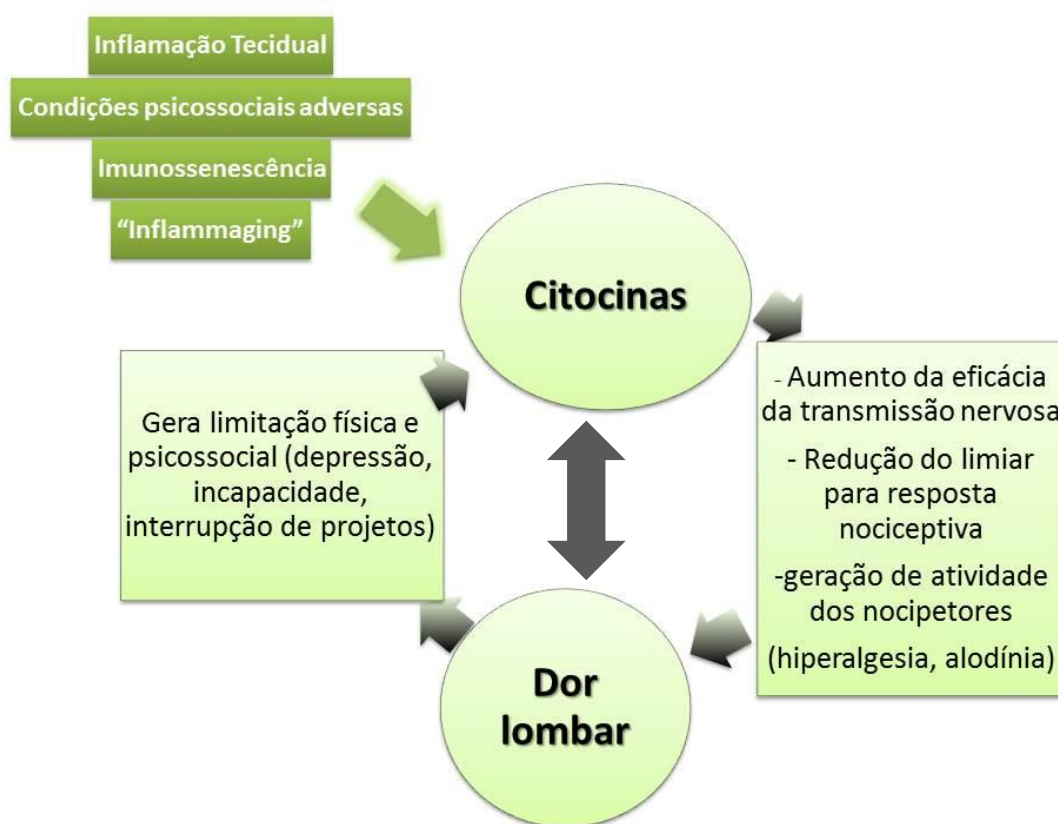 Inflamação Tecidual
Condições psicossociais adversas
Imunossenescência
“Inflammaging”
Citocinas
- Aumento da eficácia
da transmissão nervosa
- Redução do limiar
para resposta
nociceptiva
-geração de atividade
dos nocipetores
(hiperalgesia, alodínia)
Dor
lombar
Gera limitação física e
psicossocial (depressão,
incapacidade,
interrupção de projetos)